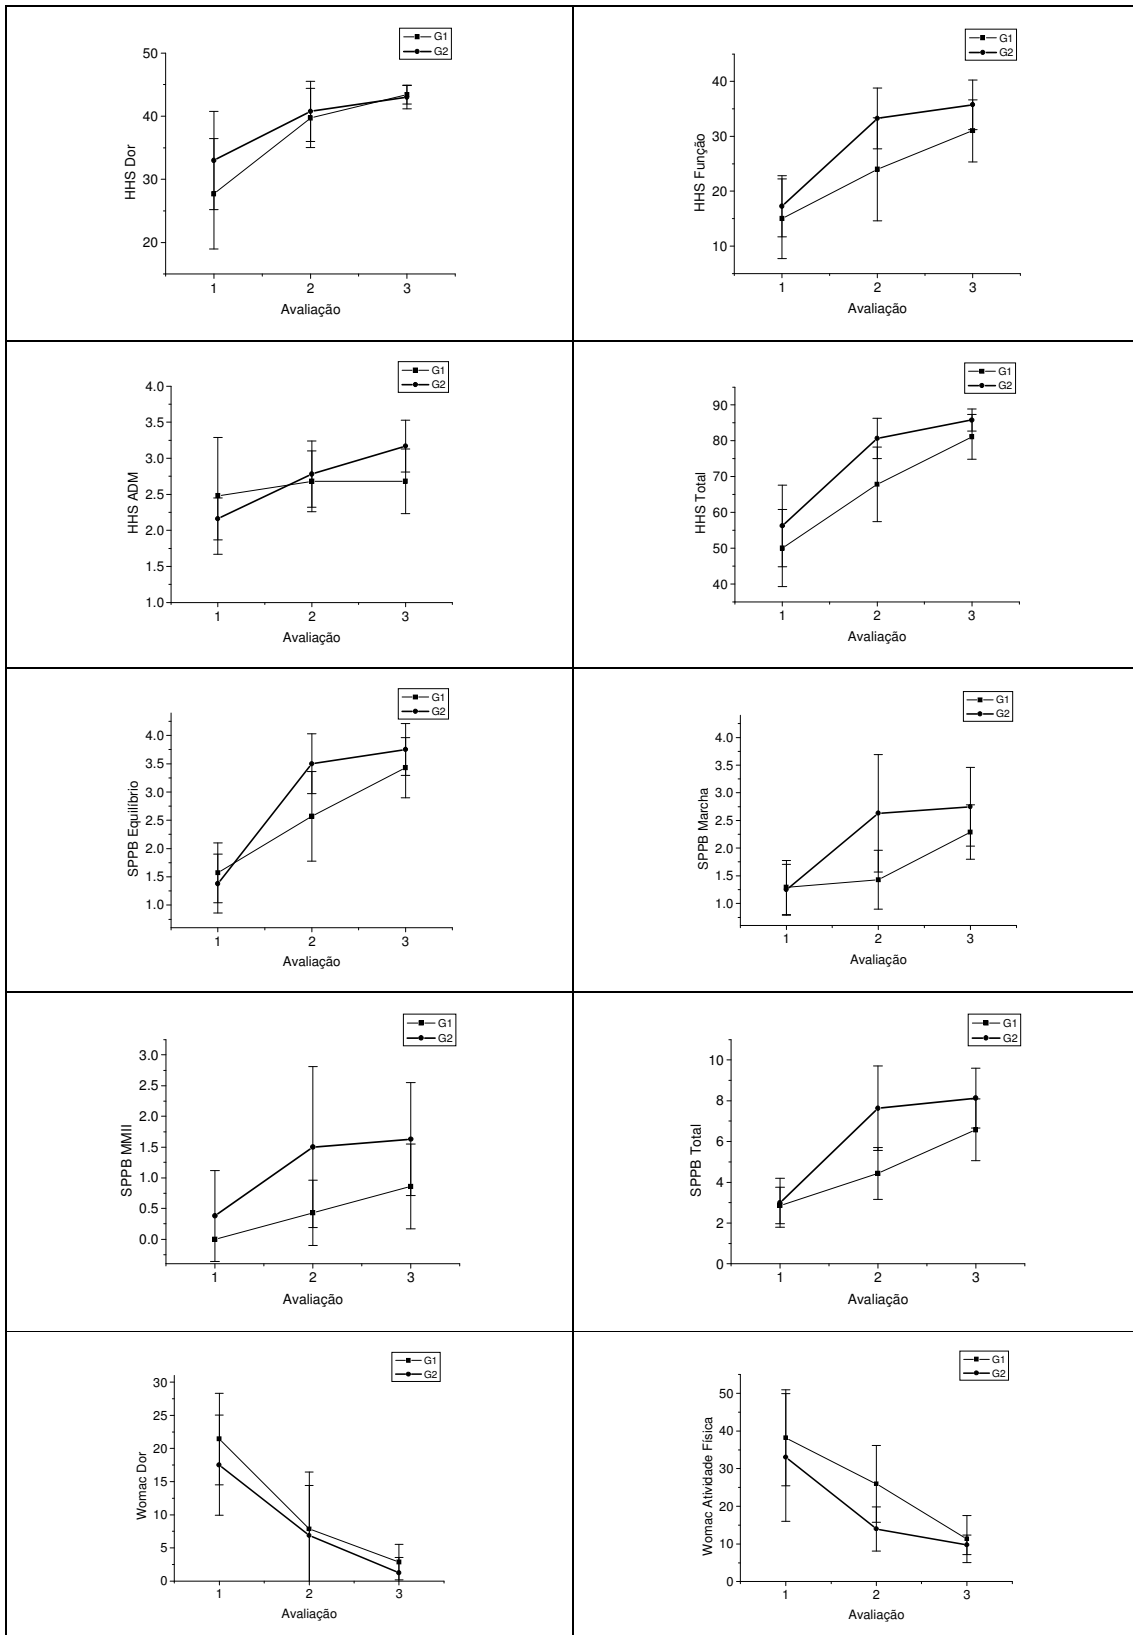 G1
G2
50
40
30
20
HHS Dor
1 2 3
Avaliação
G1
G2
40
30
20
10
HHS Função
1 2 3
Avaliação
G1
G2
4.0
3.5
3.0
2.5
2.0
1.5
1.0
HHS ADM
1 2 3
Avaliação
G1
G2
90
80
70
60
50
40
HHS Total
1 2 3
Avaliação
G1
G2
4.0
3.5
3.0
2.5
2.0
1.5
1.0
SPPB Equilíbrio
1 2 3
Avaliação
G1
G2
4.0
3.5
3.0
2.5
2.0
1.5
1.0
SPPB Marcha
1 2 3
Avaliação
G1
G2
3.0
2.5
2.0
1.5
1.0
0.5
0.0
SPPB MMII
1 2 3
Avaliação
G1
G2
10
8
6
4
2
0
SPPB Total
1 2 3
Avaliação
G1
G2
30
25
20
15
10
5
0
Womac Dor
1 2 3
Avaliação
G1
G2
50
40
30
20
10
0
Womac Atividade Física
1 2 3
Avaliação